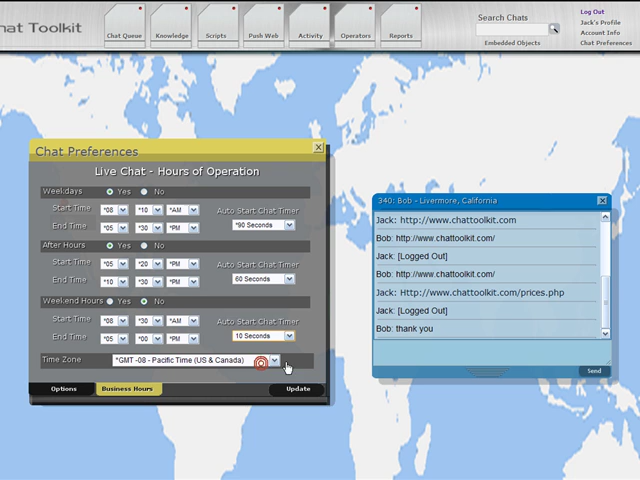 hat Toolkit
Chat Queue
Knowledge
Scripts
Push Web
Activity
Operators
Reports
Search Chats
Embedded Objects
Log Out
Jack's Profile
Account Info
Chat Preferences
Chat Preferences
Live Chat - Hours of Operation
Weekdays Yes No
Start Time *08 *10 *AM Auto Start Chat Timer
End Time *05 *30 *PM *90 Seconds
After Hours Yes No
Start Time *05 *20 *PM Auto Start Chat Timer
End Time *10 *30 *PM 60 Seconds
Weekend Hours Yes No
Start Time *08 *30 *AM Auto Start Chat Timer
End Time *05 *00 *PM 10 Seconds
Time Zone *GMT -08 - Pacific Time (US & Canada)
Options Business Hours Update
340: Bob - Livermore, California
Jack: http://www.chattoolkit.com
Bob: http://www.chattoolkit.com/
Jack: [Logged Out]
Bob: http://www.chattoolkit.com/
Jack: Http://www.chattoolkit.com/prices.php
Jack: [Logged Out]
Bob: thank you
Send